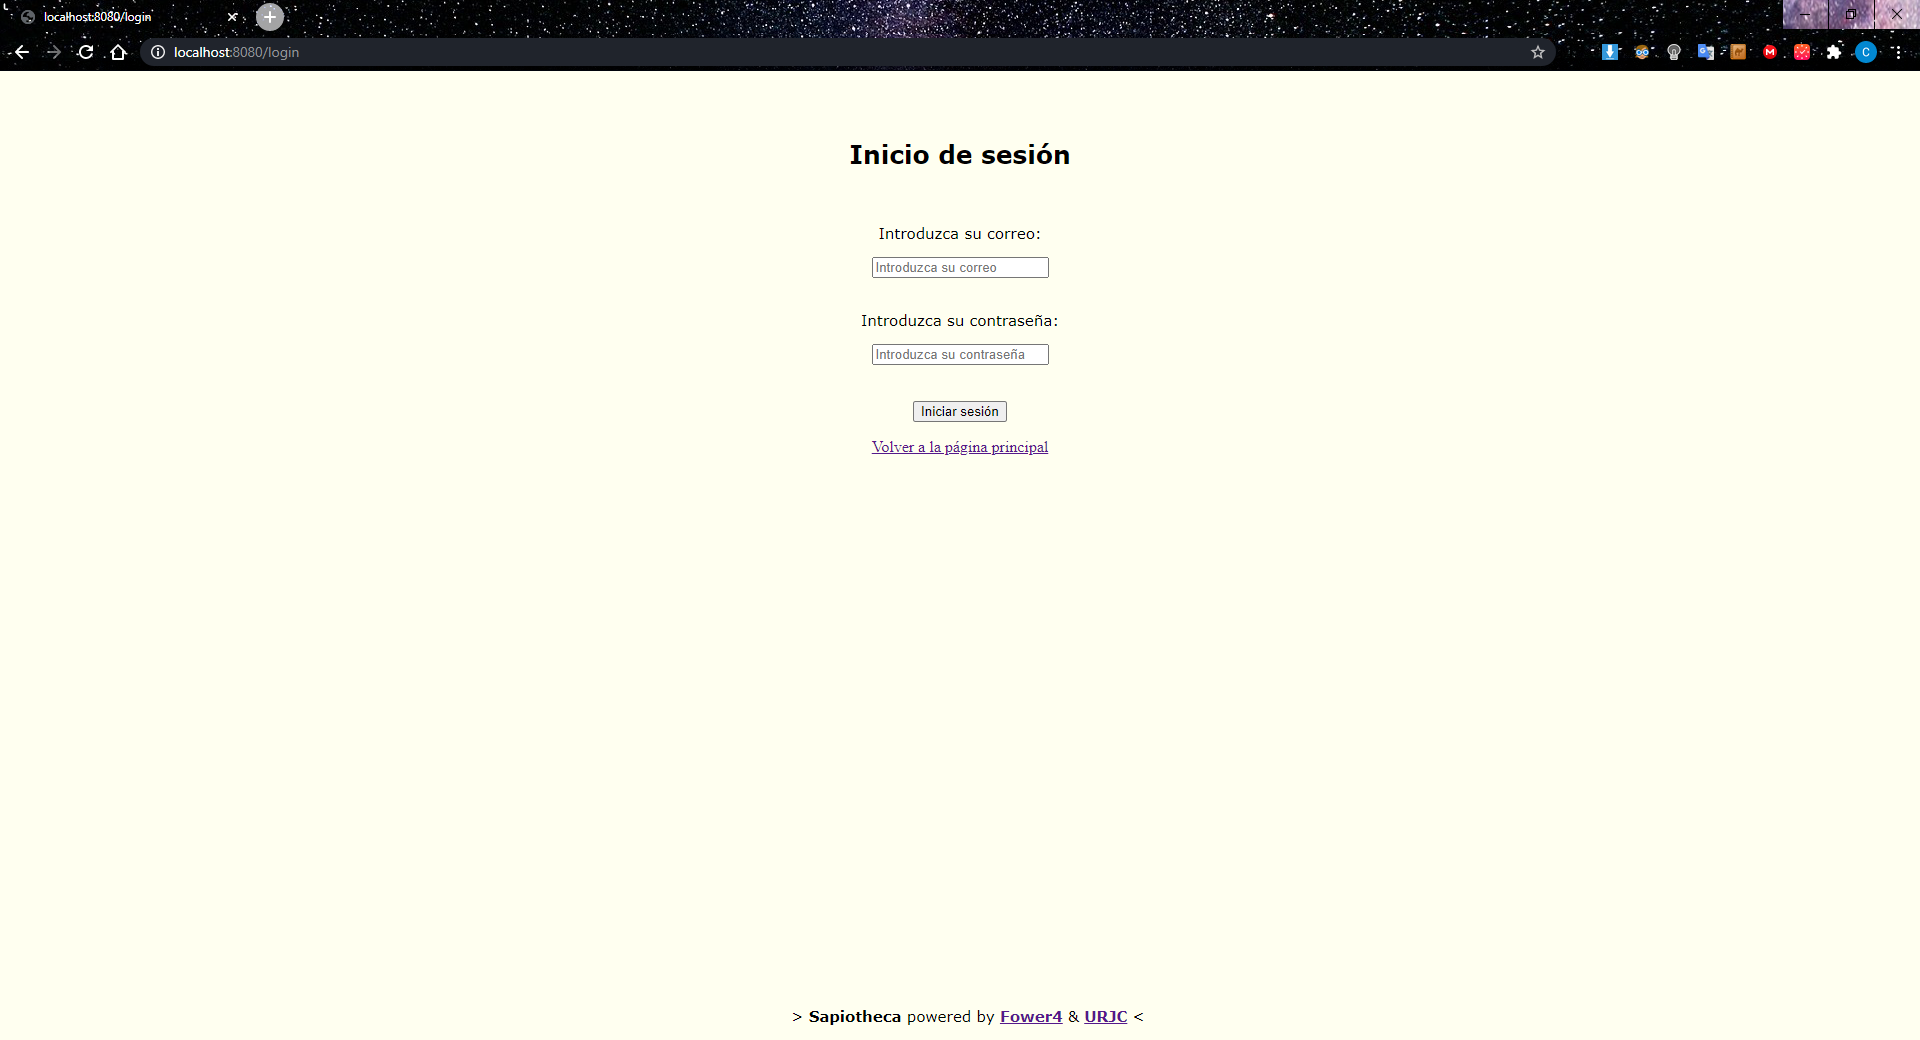 localhost:8080/login
localhost:8080/login
C
Inicio de sesión
Introduzca su correo:
Introduzca su correo
Introduzca su contraseña:
Introduzca su contraseña
Iniciar sesión
Volver a la página principal
> Sapiotheca powered by Fower4 & URJC <